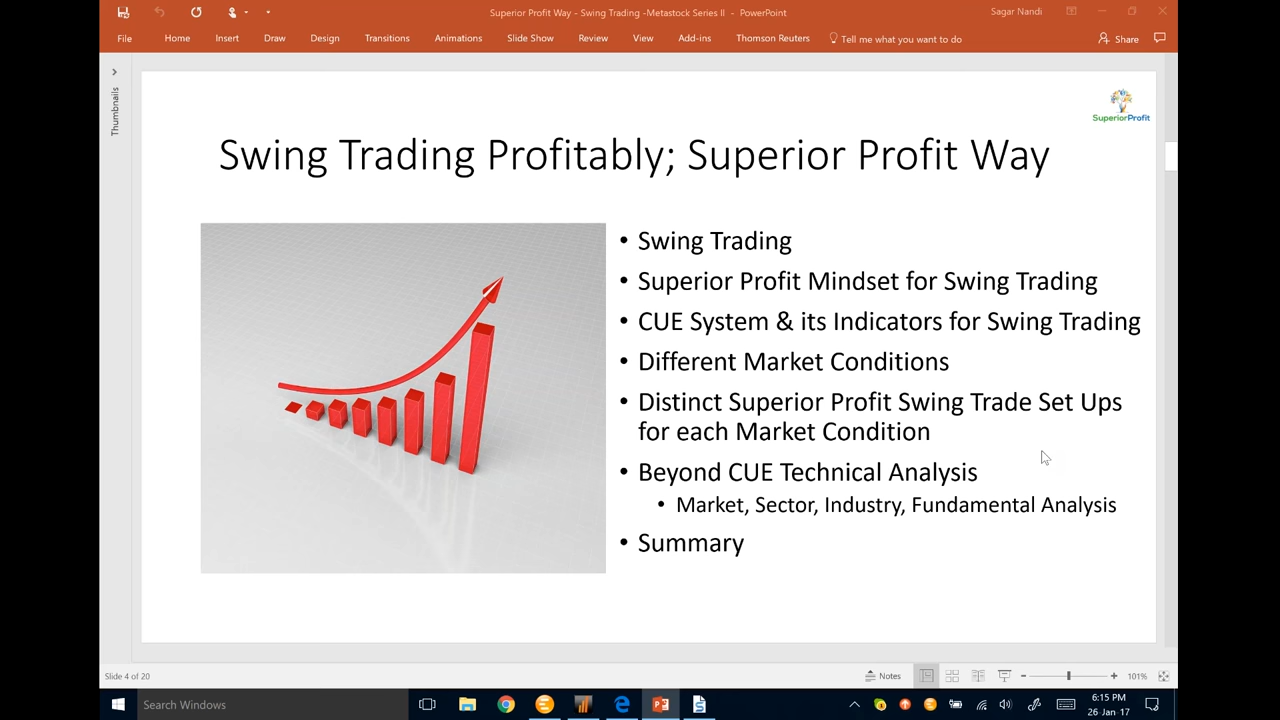 Superior Profit Way - Swing Trading -Metastock Series II - PowerPoint
Sagar Nandi
File Home Insert Draw Design Transitions Animations Slide Show Review View Add-ins Thomson Reuters Tell me what you want to do Share
Thumbnails
SuperiorProfit
Swing Trading Profitably; Superior Profit Way
• Swing Trading
• Superior Profit Mindset for Swing Trading
• CUE System & its Indicators for Swing Trading
• Different Market Conditions
• Distinct Superior Profit Swing Trade Set Ups
for each Market Condition
• Beyond CUE Technical Analysis
• Market, Sector, Industry, Fundamental Analysis
• Summary
Slide 4 of 20
Notes
101%
Search Windows
6:15 PM
26 Jan 17